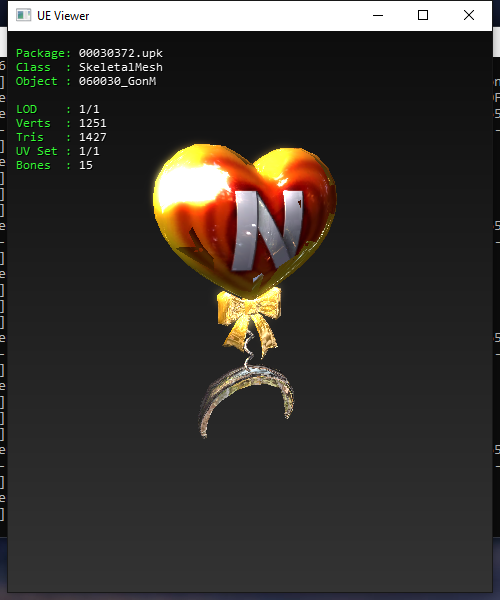 UE Viewer
Package: 00030372.upk
Class  : SkeletalMesh
Object : 060030_GonM
LOD    : 1/1
Verts  : 1251
Tris   : 1427
UV Set : 1/1
Bones  : 15
N